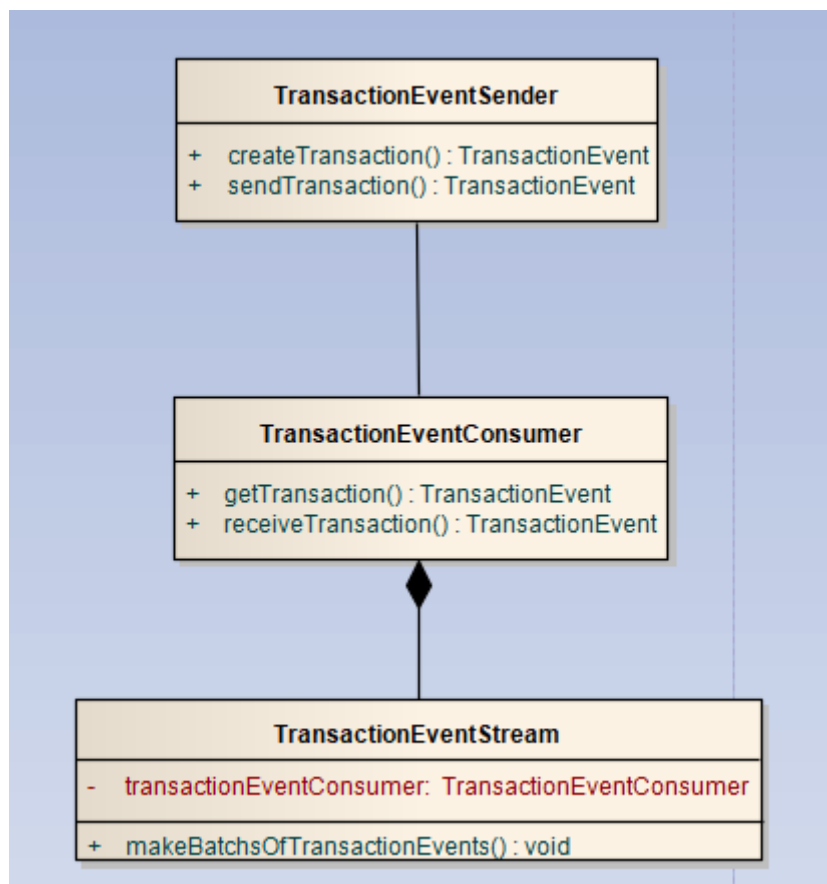 TransactionEventSender
+ createTransaction() : TransactionEvent
+ sendTransaction() : TransactionEvent
TransactionEventConsumer
+ getTransaction() : TransactionEvent
+ receiveTransaction() : TransactionEvent
TransactionEventStream
- transactionEventConsumer: TransactionEventConsumer
+ makeBatchsOfTransactionEvents() : void